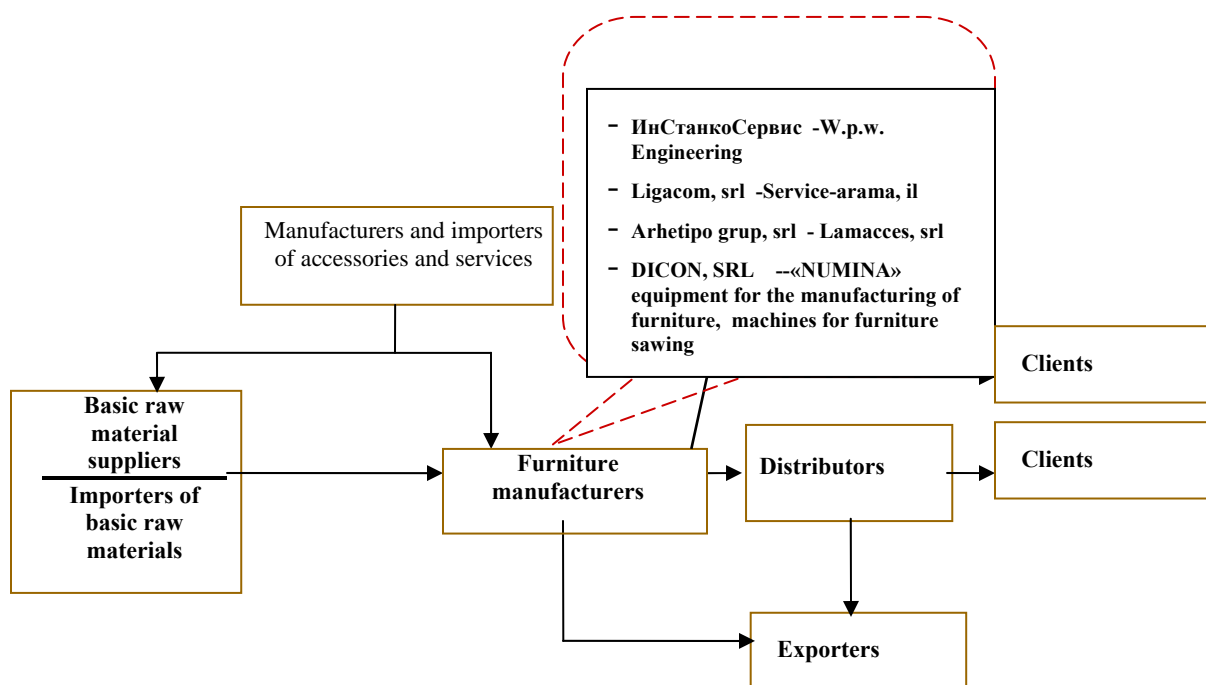 - ИнСтанкоСервис -W.p.w.
Engineering
- Ligacom, srl -Service-arama, il
- Arhetipo grup, srl - Lamacces, srl
- DICON, SRL --«NUMINA»
equipment for the manufacturing of
furniture, machines for furniture
sawing
Manufacturers and importers
of accessories and services
Clients
Basic raw
material
suppliers
Importers of
basic raw
materials
Furniture
manufacturers
Distributors
Clients
Exporters